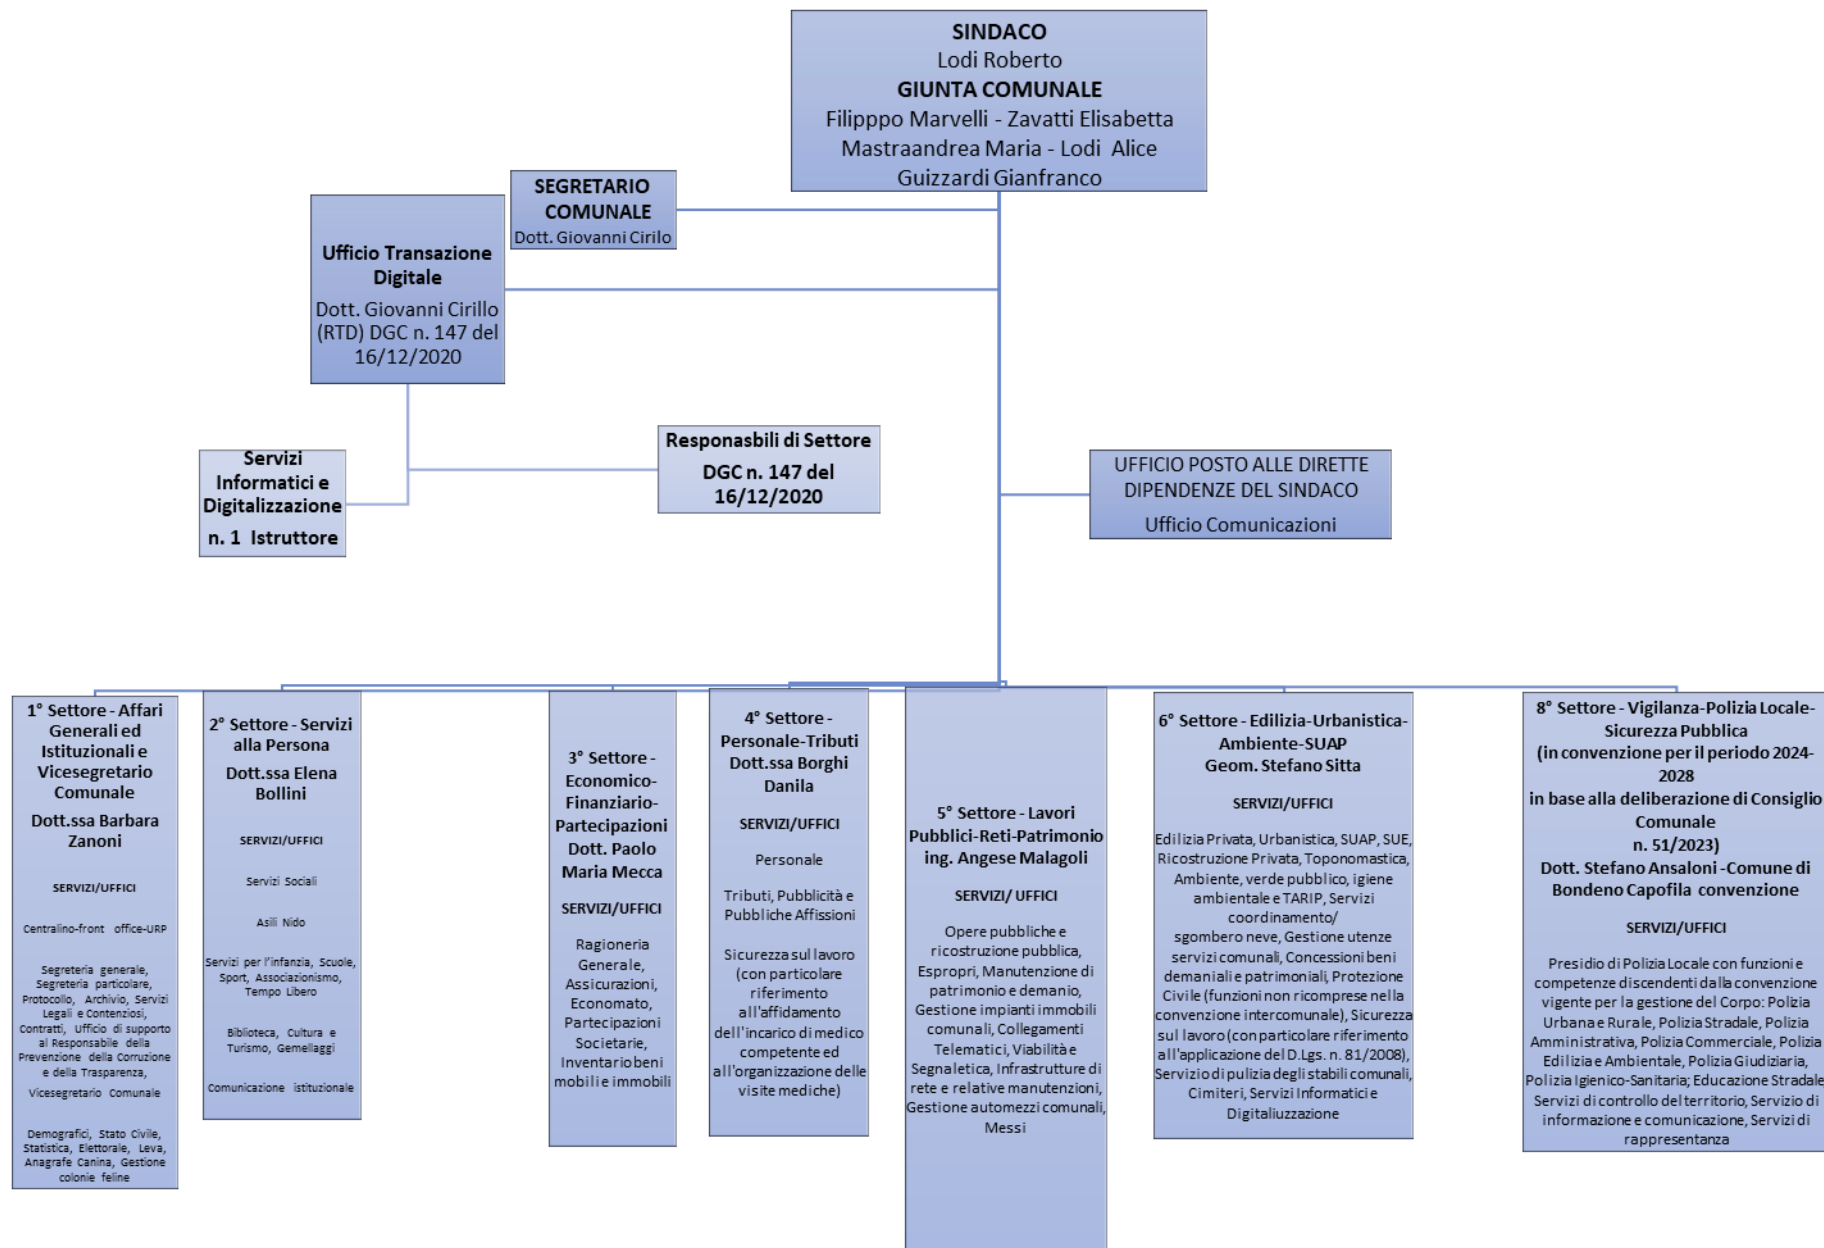 SINDACO
Lodi Roberto
GIUNTA COMUNALE
Filipppo Marvelli - Zavatti Elisabetta
Mastraandrea Maria - Lodi Alice
Guizzardi Gianfranco
SEGRETARIO
COMUNALE
Dott. Giovanni Cirilo
Ufficio Transazione
Digitale
Dott. Giovanni Cirillo
(RTD) DGC n. 147 del
16/12/2020
Servizi
Informatici e
Digitalizzazione
n. 1 Istruttore
Responasbili di Settore
DGC n. 147 del
16/12/2020
UFFICIO POSTO ALLE DIRETTE
DIPENDENZE DEL SINDACO
Ufficio Comunicazioni
1° Settore - Affari
Generali ed
Istituzionali e
Vicesegretario
Comunale
Dott.ssa Barbara
Zanoni
SERVIZI/UFFICI
Centralino-front office-URP
Segreteria generale,
Segreteria particolare,
Protocollo, Archivio, Servizi
Legali e Contenziosi,
Contratti, Ufficio di supporto
al Responsabile della
Prevenzione della Corruzione
e della Trasparenza,
Vicesegretario Comunale
Demografici, Stato Civile,
Statistica, Elettorale, Leva,
Anagrafe Canina, Gestione
colonie feline
2° Settore - Servizi
alla Persona
Dott.ssa Elena
Bollini
SERVIZI/UFFICI
Servizi Sociali
Asili Nido
Servizi per l'infanzia, Scuole,
Sport, Associazionismo,
Tempo Libero
Biblioteca, Cultura e
Turismo, Gemellaggi
Comunicazione istituzionale
3° Settore -
Economico-
Finanziario-
Partecipazioni
Dott. Paolo
Maria Mecca
SERVIZI/UFFICI
Ragioneria
Generale,
Assicurazioni,
Economato,
Partecipazioni
Societarie,
Inventario beni
mobili e immobili
4° Settore -
Personale-Tributi
Dott.ssa Borghi
Danila
SERVIZI/UFFICI
Personale
Tributi, Pubblicità e
Pubbliche Affissioni
Sicurezza sul lavoro
(con particolare
riferimento
all'affidamento
dell'incarico di medico
competente ed
all'organizzazione delle
visite mediche)
5° Settore - Lavori
Pubblici-Reti-Patrimonio
ing. Angese Malagoli
SERVIZI/ UFFICI
Opere pubbliche e
ricostruzione pubblica,
Espropri, Manutenzione di
patrimonio e demanio,
Gestione impianti immobili
comunali, Collegamenti
Telematici, Viabilità e
Segnaletica, Infrastrutture di
rete e relative manutenzioni,
Gestione automezzi comunali,
Messi
6° Settore - Edilizia-Urbanistica-
Ambiente-SUAP
Geom. Stefano Sitta
SERVIZI/UFFICI
Edilizia Privata, Urbanistica, SUAP, SUE,
Ricostruzione Privata, Toponomastica,
Ambiente, verde pubblico, igiene
ambientale e TARIP, Servizi
coordinamento/
sgombero neve, Gestione utenze
servizi comunali, Concessioni beni
demaniali e patrimoniali, Protezione
Civile (funzioni non ricomprese nella
convenzione intercomunale), Sicurezza
sul lavoro (con particolare riferimento
all'applicazione del D.Lgs. n. 81/2008),
Servizio di pulizia degli stabili comunali,
Cimiteri, Servizi Informatici e
Digitaliuzzazione
8° Settore - Vigilanza-Polizia Locale-
Sicurezza Pubblica
(in convenzione per il periodo 2024-
2028
in base alla deliberazione di Consiglio
Comunale
n. 51/2023)
Dott. Stefano Ansaloni -Comune di
Bondeno Capofila convenzione
SERVIZI/UFFICI
Presidio di Polizia Locale con funzioni e
competenze discendenti dalla convenzione
vigente per la gestione del Corpo: Polizia
Urbana e Rurale, Polizia Stradale, Polizia
Amministrativa, Polizia Commerciale, Polizia
Edilizia e Ambientale, Polizia Giudiziaria,
Polizia Igienico-Sanitaria; Educazione Stradale
Servizi di controllo del territorio, Servizio di
informazione e comunicazione, Servizi di
rappresentanza